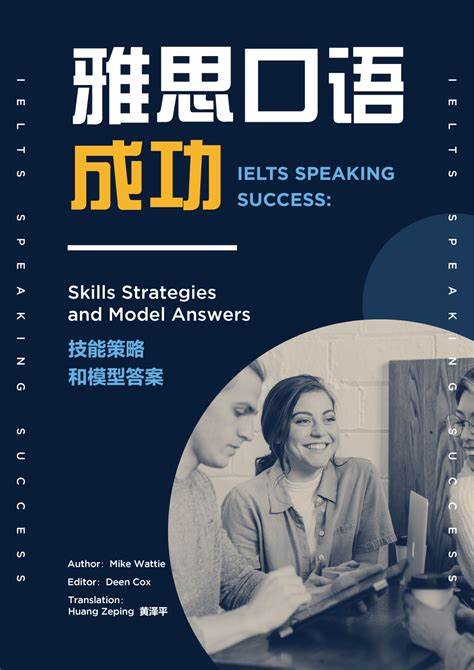 雅思口语
成功
IELTS SPEAKING
SUCCESS:
Skills Strategies
and Model Answers
技能策略
和模型答案
Author: Mike Wattie
Editor: Deen Cox
Translation:
Huang Zeping 黄泽平
IELTS SPEAKING SUCCESS
IELTS SPEAKING SUCCESS